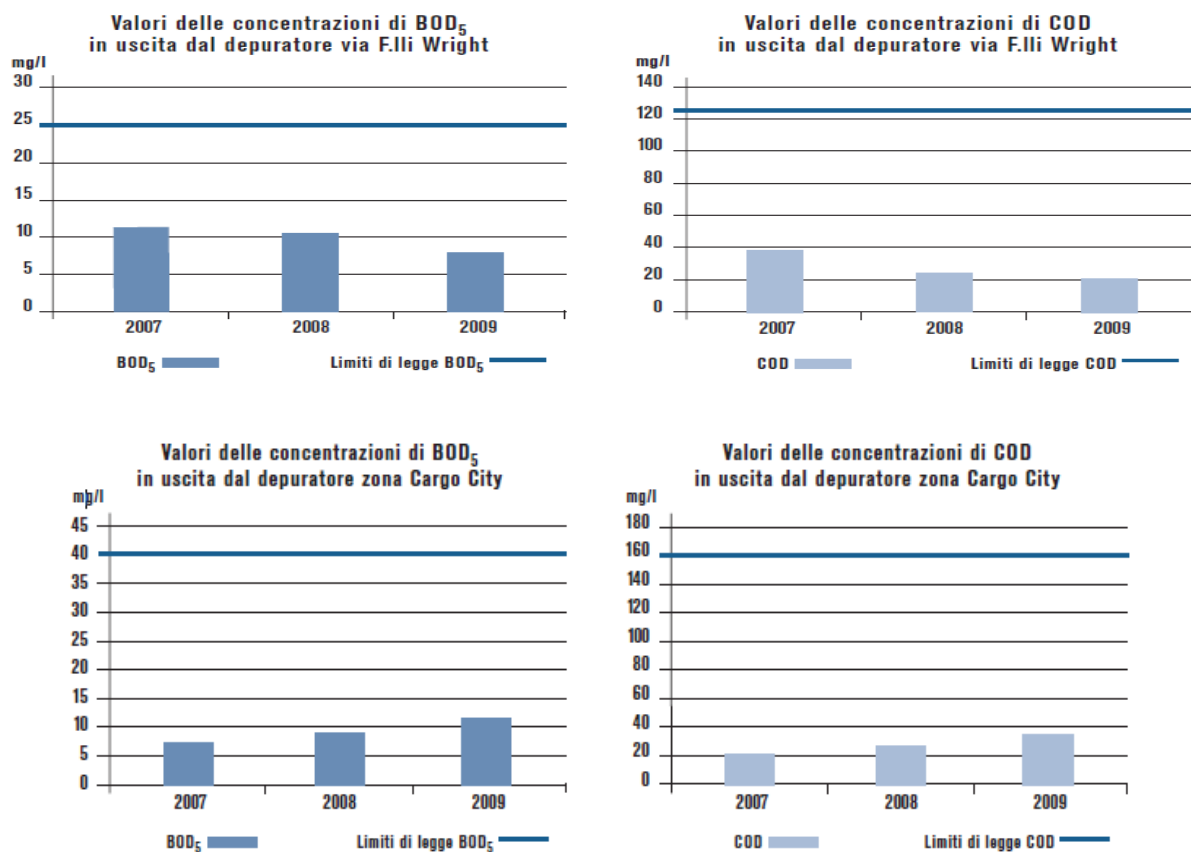 Valori delle concentrazioni di BOD5
in uscita dal depuratore via F.lli Wright
mg/l
30
25
20
15
10
5
0
2007 2008 2009
BOD5 Limiti di legge BOD5
Valori delle concentrazioni di COD
in uscita dal depuratore via F.lli Wright
mg/l
140
120
100
80
60
40
20
0
2007 2008 2009
COD Limiti di legge COD
Valori delle concentrazioni di BOD5
in uscita dal depuratore zona Cargo City
mg/l
45
40
35
30
25
20
15
10
5
0
2007 2008 2009
BOD5 Limiti di legge BOD5
Valori delle concentrazioni di COD
in uscita dal depuratore zona Cargo City
mg/l
180
160
140
120
100
80
60
40
20
0
2007 2008 2009
COD Limiti di legge COD